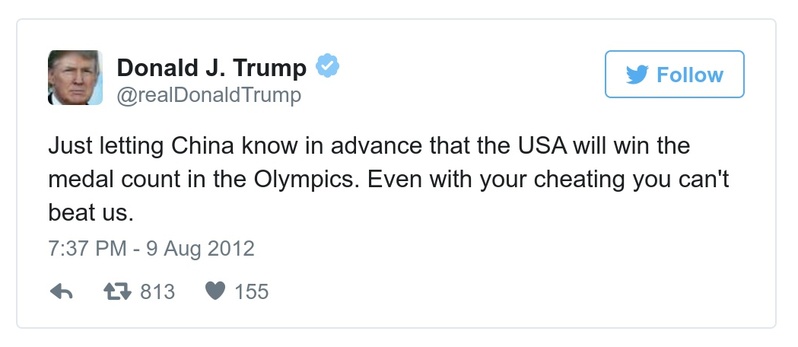 Donald J. Trump
@realDonaldTrump
Follow
Just letting China know in advance that the USA will win the
medal count in the Olympics. Even with your cheating you can't
beat us.
7:37 PM - 9 Aug 2012
813 155